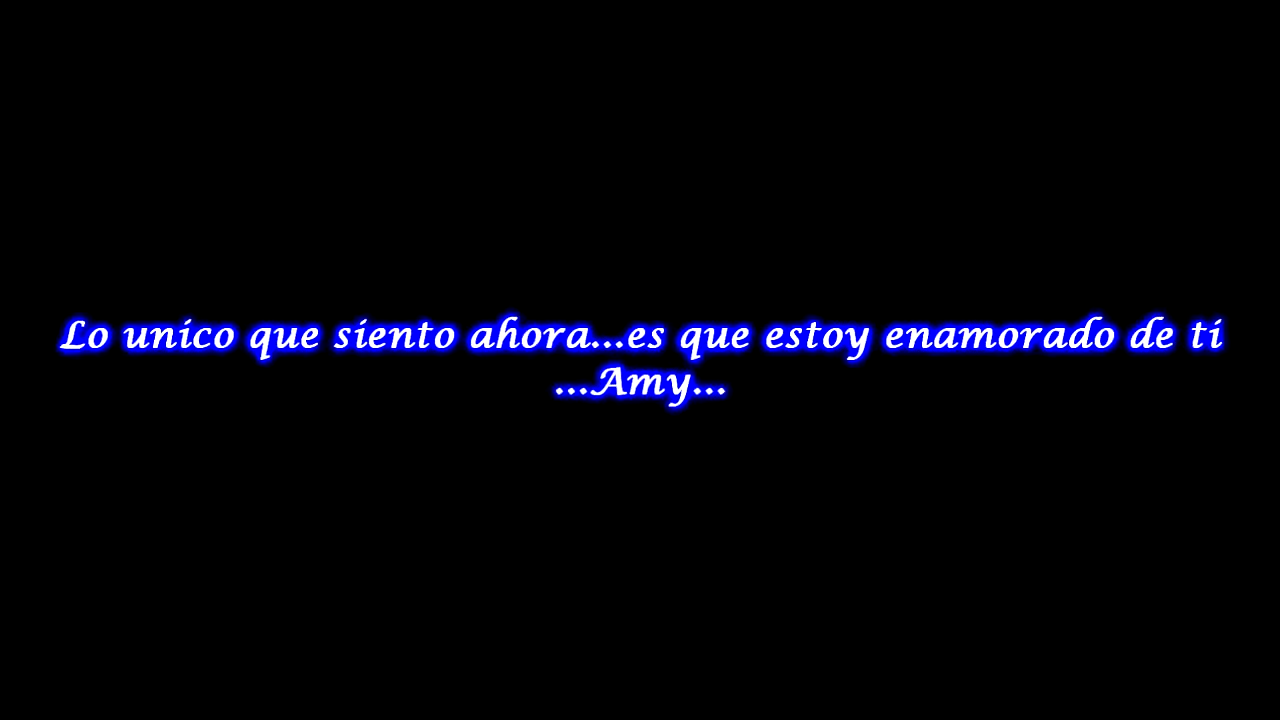 Lo unico que siento ahora...es que estoy enamorado de ti
...Amy...